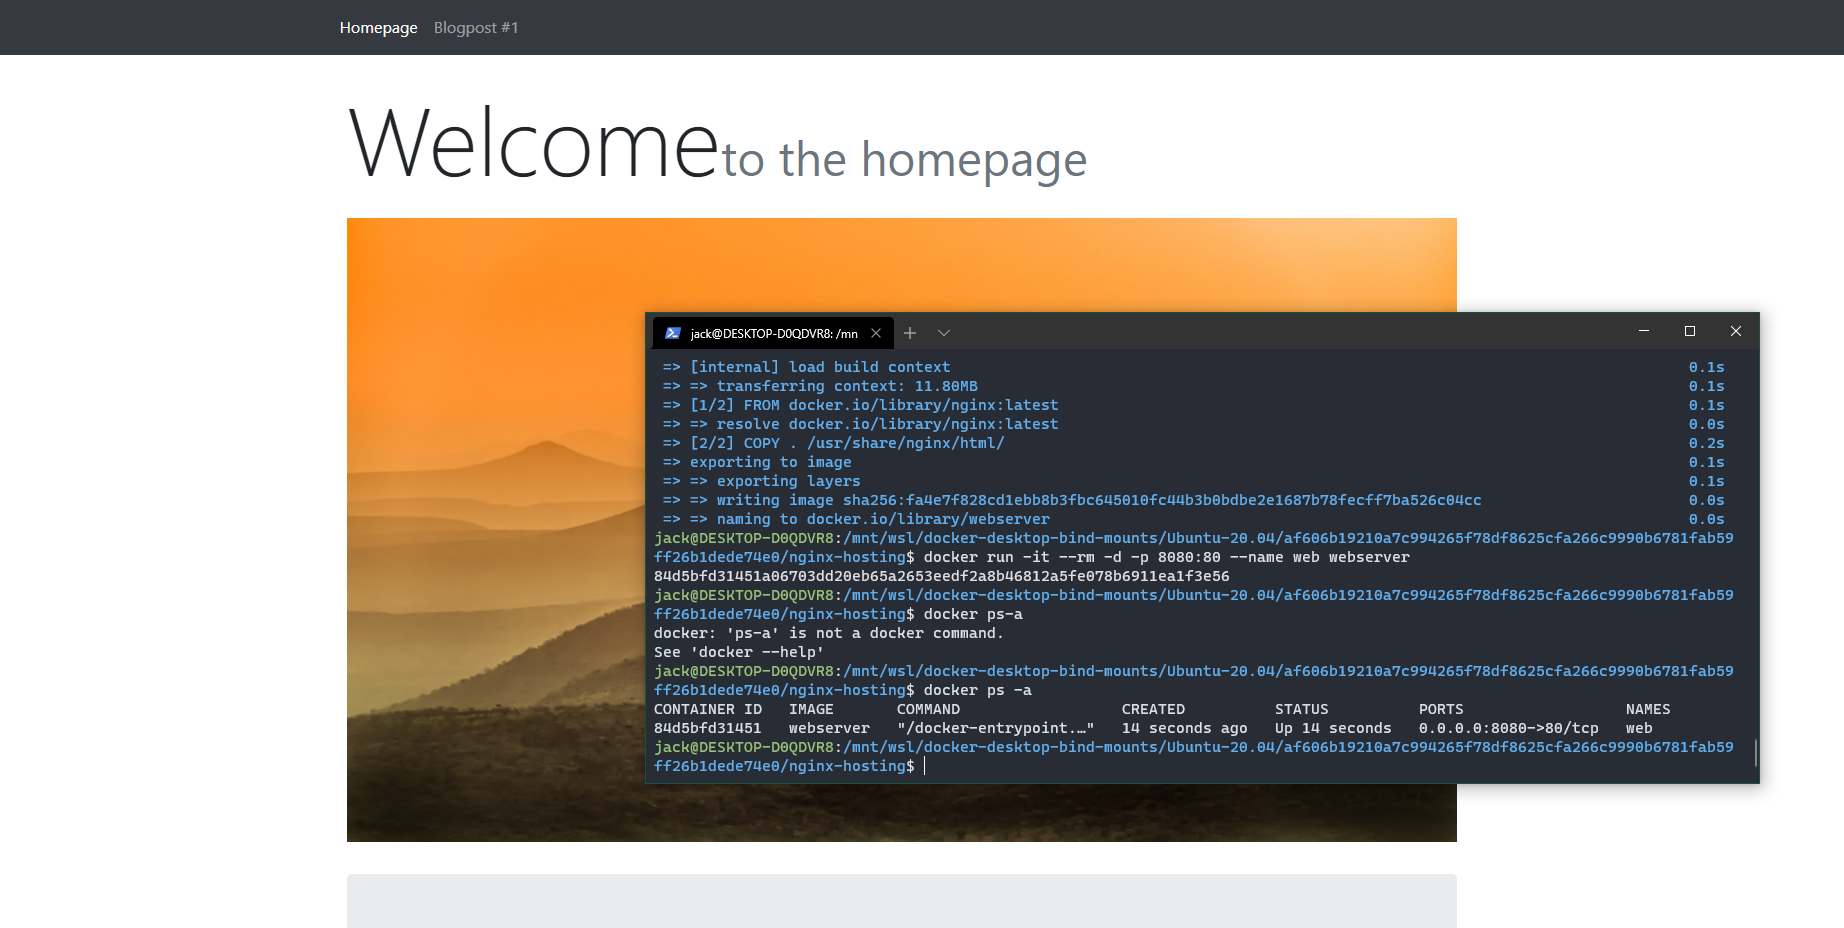 Homepage Blogpost #1
Welcome to the homepage
jack@DESKTOP-D0QDVR8: /mn
=> [internal] load build context 0.1s
=> => transferring context: 11.80MB 0.1s
=> [1/2] FROM docker.io/library/nginx:latest 0.1s
=> => resolve docker.io/library/nginx:latest 0.0s
=> [2/2] COPY . /usr/share/nginx/html/ 0.2s
=> exporting to image 0.1s
=> => exporting layers 0.1s
=> => writing image sha256:fa4e7f828cd1ebb8b3fbc645010fc44b3b0bdbe2e1687b78fecff7ba526c04cc 0.0s
=> => naming to docker.io/library/webserver 0.0s
jack@DESKTOP-D0QDVR8:/mnt/wsl/docker-desktop-bind-mounts/Ubuntu-20.04/af606b19210a7c994265f78df8625cfa266c9990b6781fab59
ff26b1dede74e0/nginx-hosting$ docker run -it --rm -d -p 8080:80 --name web webserver
84d5bfd31451a06703dd20eb65a2653eedf2a8b46812a5fe078b6911ea1f3e56
jack@DESKTOP-D0QDVR8:/mnt/wsl/docker-desktop-bind-mounts/Ubuntu-20.04/af606b19210a7c994265f78df8625cfa266c9990b6781fab59
ff26b1dede74e0/nginx-hosting$ docker ps-a
docker: 'ps-a' is not a docker command.
See 'docker --help'
jack@DESKTOP-D0QDVR8:/mnt/wsl/docker-desktop-bind-mounts/Ubuntu-20.04/af606b19210a7c994265f78df8625cfa266c9990b6781fab59
ff26b1dede74e0/nginx-hosting$ docker ps -a
CONTAINER ID IMAGE COMMAND CREATED STATUS PORTS NAMES
84d5bfd31451 webserver "/docker-entrypoint.…" 14 seconds ago Up 14 seconds 0.0.0.0:8080->80/tcp web
jack@DESKTOP-D0QDVR8:/mnt/wsl/docker-desktop-bind-mounts/Ubuntu-20.04/af606b19210a7c994265f78df8625cfa266c9990b6781fab59
ff26b1dede74e0/nginx-hosting$